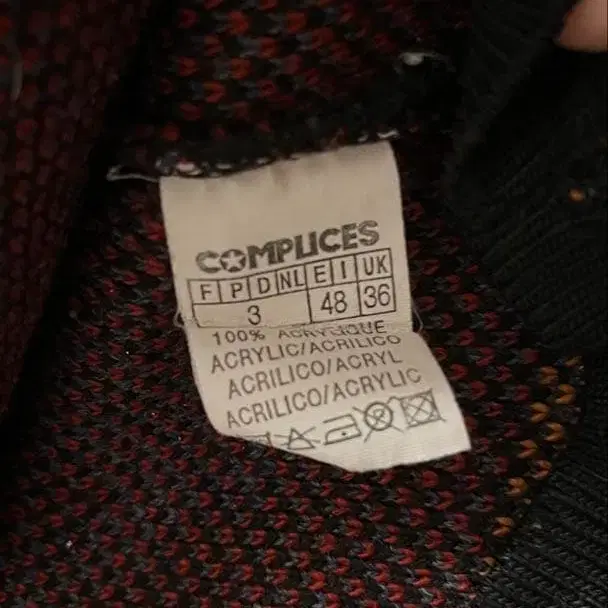 COMPLICES
F P D NL E I UK
3 48 36
100% ACRYLIQUE
ACRYLIC/ACRILICO
ACRILICO/ACRYL
ACRILICO/ACRYLIC